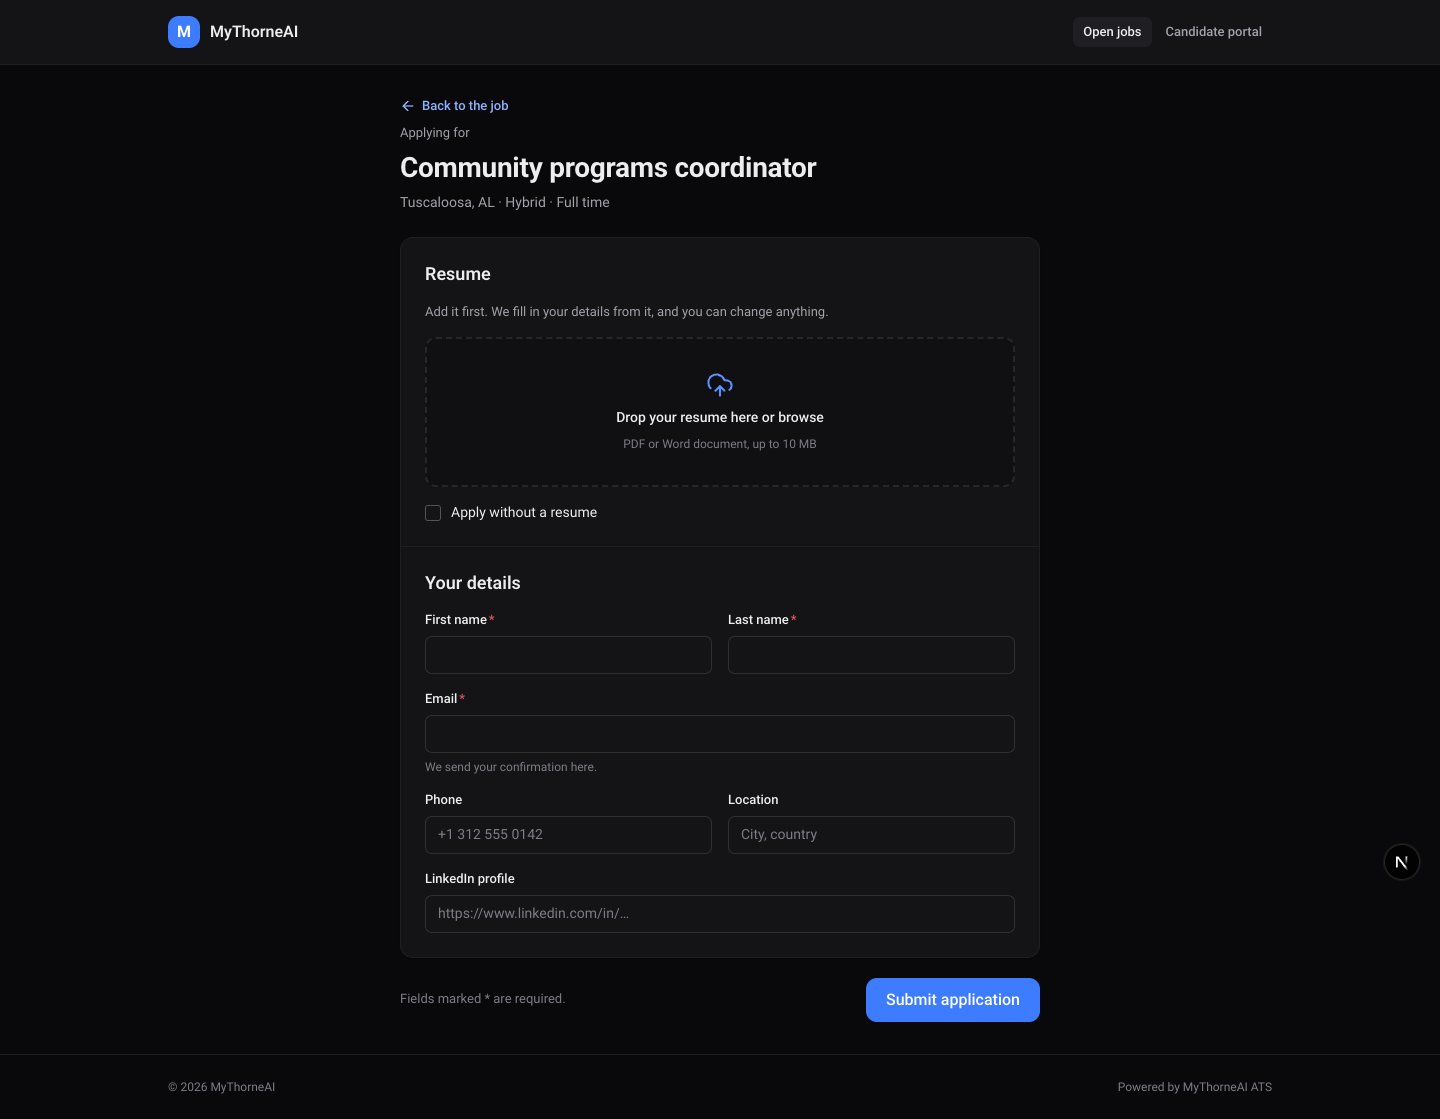 M MyThorneAI
Open jobs
Candidate portal
Back to the job
Applying for
Community programs coordinator
Tuscaloosa, AL · Hybrid · Full time
Resume
Add it first. We fill in your details from it, and you can change anything.
Drop your resume here or browse
PDF or Word document, up to 10 MB
Apply without a resume
Your details
First name *
Last name *
Email *
We send your confirmation here.
Phone
Location
+1 312 555 0142
City, country
LinkedIn profile
https://www.linkedin.com/in/…
N
Fields marked * are required.
Submit application
© 2026 MyThorneAI
Powered by MyThorneAI ATS